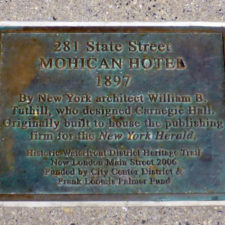 281 State Street
MOHICAN HOTEL
1897
By New York architect William B.
Tuthill, who designed Carnegie Hall.
Originally built to house the publishing
firm for the New York Herald.
Historic Waterfront District Heritage Trail
New London Main Street 2006
Funded by City Center District &
Frank Loomis Palmer Fund